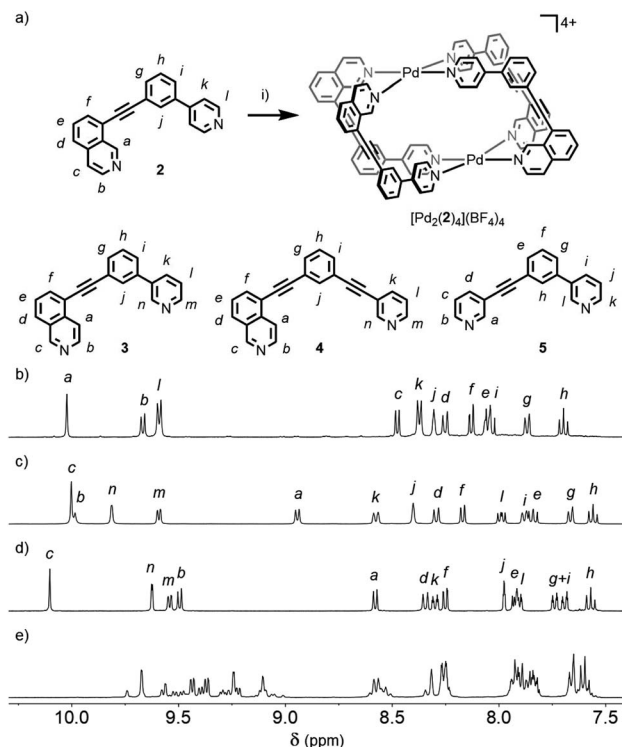 a)
4+
h
g i
k
f l
e j
i)
d a
c
b
2
N Pd N
N N
N N
N Pd N
[Pd₂(2)₄](BF₄)₄
h
g i k
f l
e j m
d a n N
c N b
3
h
g i
f k
e j l
d a m
c N b n N
4
f
e g i
d j
c h k
b N a l N
5
b) a b l c k j d f e i g h
c) c b n m a k j d f l i e g h
d) c n m b a d k f j e l g+i h
e)
10.0 9.5 9.0 8.5 8.0 7.5
δ (ppm)